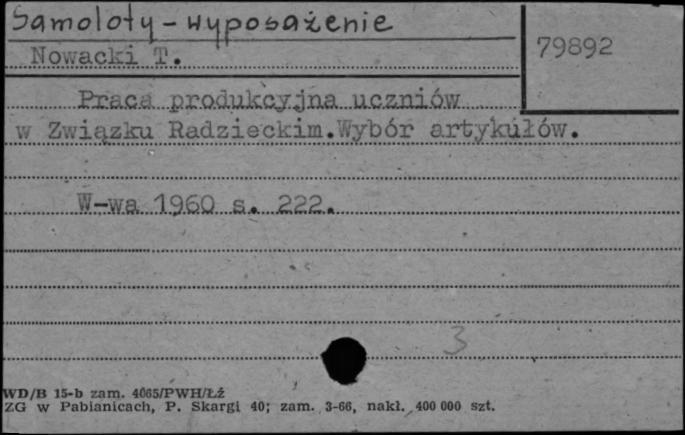 Samoloty - wyposażenie
Nowacki T.
79892
Praca produkcyjna uczniów
w Związku Radzieckim.Wybór artykułów.
W-wa 1960 s. 222.
3
WD/B 15-b zam. 4065/PWH/Łź
ZG w Pabianicach, P. Skargi 40; zam. 3-66, nakł. 400 000 szt.